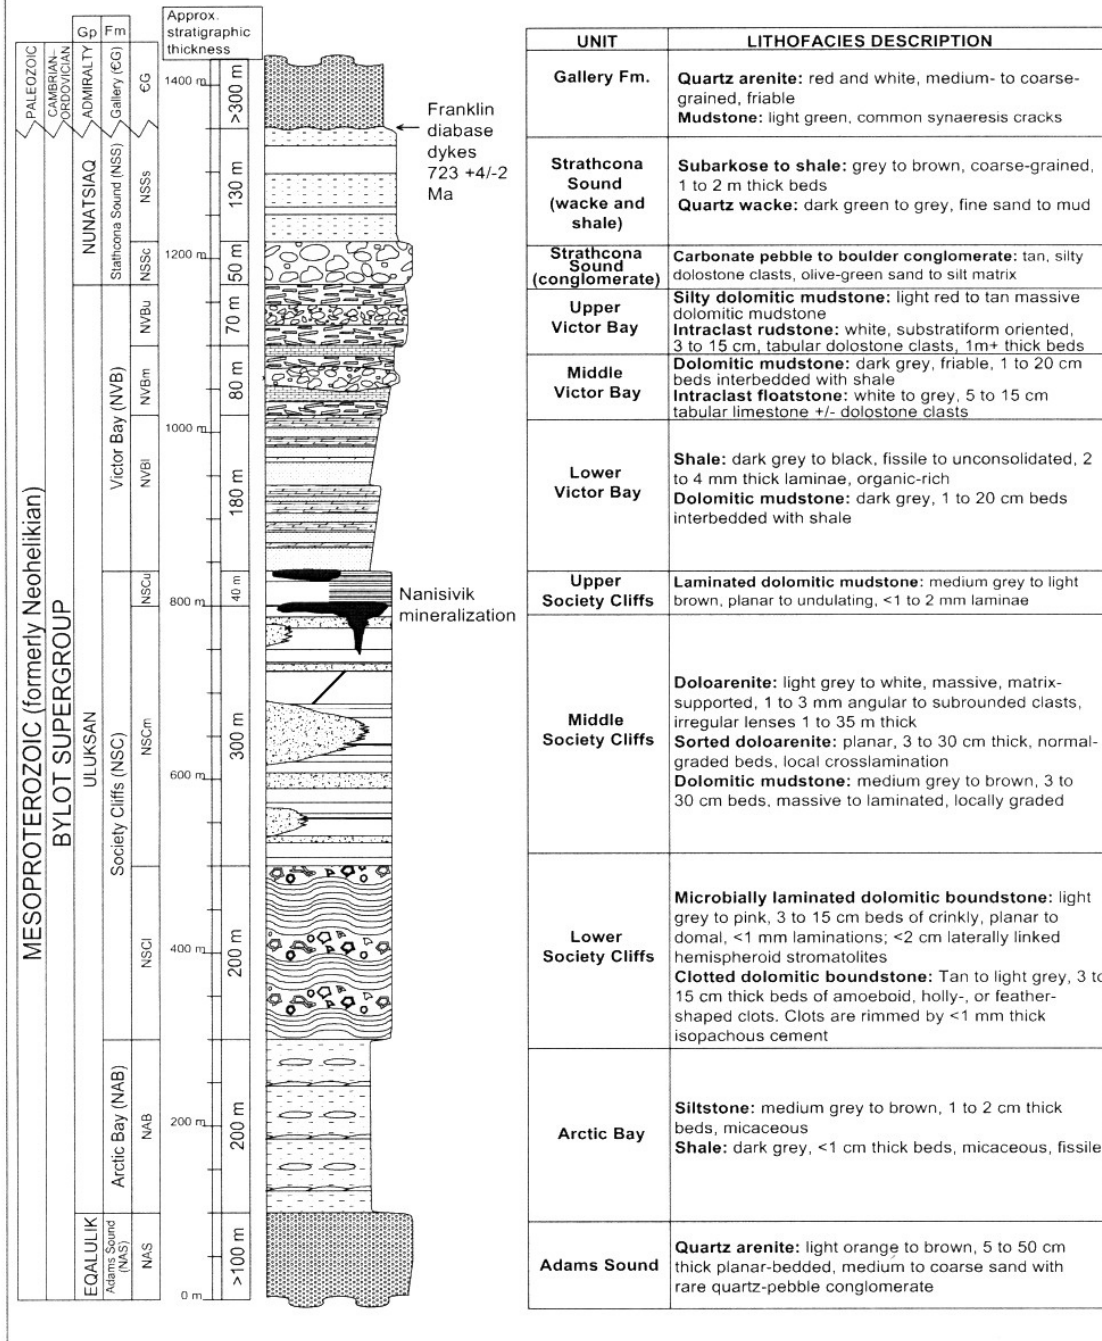 Approx.
stratigraphic
thickness
Gp
Fm
PALEOZOIC
CAMBRIAN-
ORDOVICIAN
ADMIRALTY
Gallery (ЄG)
ЄG
1400 m
>300 m
Franklin
diabase
dykes
723 +4/-2
Ma
MESOPROTEROZOIC (formerly Neohelikian)
BYLOT SUPERGROUP
NUNATSIAQ
Stathcona Sound (NSS)
NSSs
130 m
NSSc
1200 m
50 m
ULUKSAN
Victor Bay (NVB)
NVBu
70 m
NVBm
80 m
1000 m
NVBl
180 m
Society Cliffs (NSC)
NSCu
40 m
800 m
Nanisivik
mineralization
NSCm
300 m
600 m
NSCl
200 m
400 m
Arctic Bay (NAB)
NAB
200 m
200 m
EQALULIK
Adams Sound
(NAS)
NAS
>100 m
0 m
UNIT
LITHOFACIES DESCRIPTION
Gallery Fm.
Quartz arenite: red and white, medium- to coarse-
grained, friable
Mudstone: light green, common synaeresis cracks
Strathcona
Sound
(wacke and
shale)
Subarkose to shale: grey to brown, coarse-grained,
1 to 2 m thick beds
Quartz wacke: dark green to grey, fine sand to mud
Strathcona
Sound
(conglomerate)
Carbonate pebble to boulder conglomerate: tan, silty
dolostone clasts, olive-green sand to silt matrix
Upper
Victor Bay
Silty dolomitic mudstone: light red to tan massive
dolomitic mudstone
Intraclast rudstone: white, substratiform oriented,
3 to 15 cm, tabular dolostone clasts, 1m+ thick beds
Middle
Victor Bay
Dolomitic mudstone: dark grey, friable, 1 to 20 cm
beds interbedded with shale
Intraclast floatstone: white to grey, 5 to 15 cm
tabular limestone +/- dolostone clasts
Lower
Victor Bay
Shale: dark grey to black, fissile to unconsolidated, 2
to 4 mm thick laminae, organic-rich
Dolomitic mudstone: dark grey, 1 to 20 cm beds
interbedded with shale
Upper
Society Cliffs
Laminated dolomitic mudstone: medium grey to light
brown, planar to undulating, <1 to 2 mm laminae
Middle
Society Cliffs
Doloarenite: light grey to white, massive, matrix-
supported, 1 to 3 mm angular to subrounded clasts,
irregular lenses 1 to 35 m thick
Sorted doloarenite: planar, 3 to 30 cm thick, normal-
graded beds, local crosslamination
Dolomitic mudstone: medium grey to brown, 3 to
30 cm beds, massive to laminated, locally graded
Lower
Society Cliffs
Microbially laminated dolomitic boundstone: light
grey to pink, 3 to 15 cm beds of crinkly, planar to
domal, <1 mm laminations; <2 cm laterally linked
hemispheroid stromatolites
Clotted dolomitic boundstone: Tan to light grey, 3 to
15 cm thick beds of amoeboid, holly-, or feather-
shaped clots. Clots are rimmed by <1 mm thick
isopachous cement
Arctic Bay
Siltstone: medium grey to brown, 1 to 2 cm thick
beds, micaceous
Shale: dark grey, <1 cm thick beds, micaceous, fissile
Adams Sound
Quartz arenite: light orange to brown, 5 to 50 cm
thick planar-bedded, medium to coarse sand with
rare quartz-pebble conglomerate